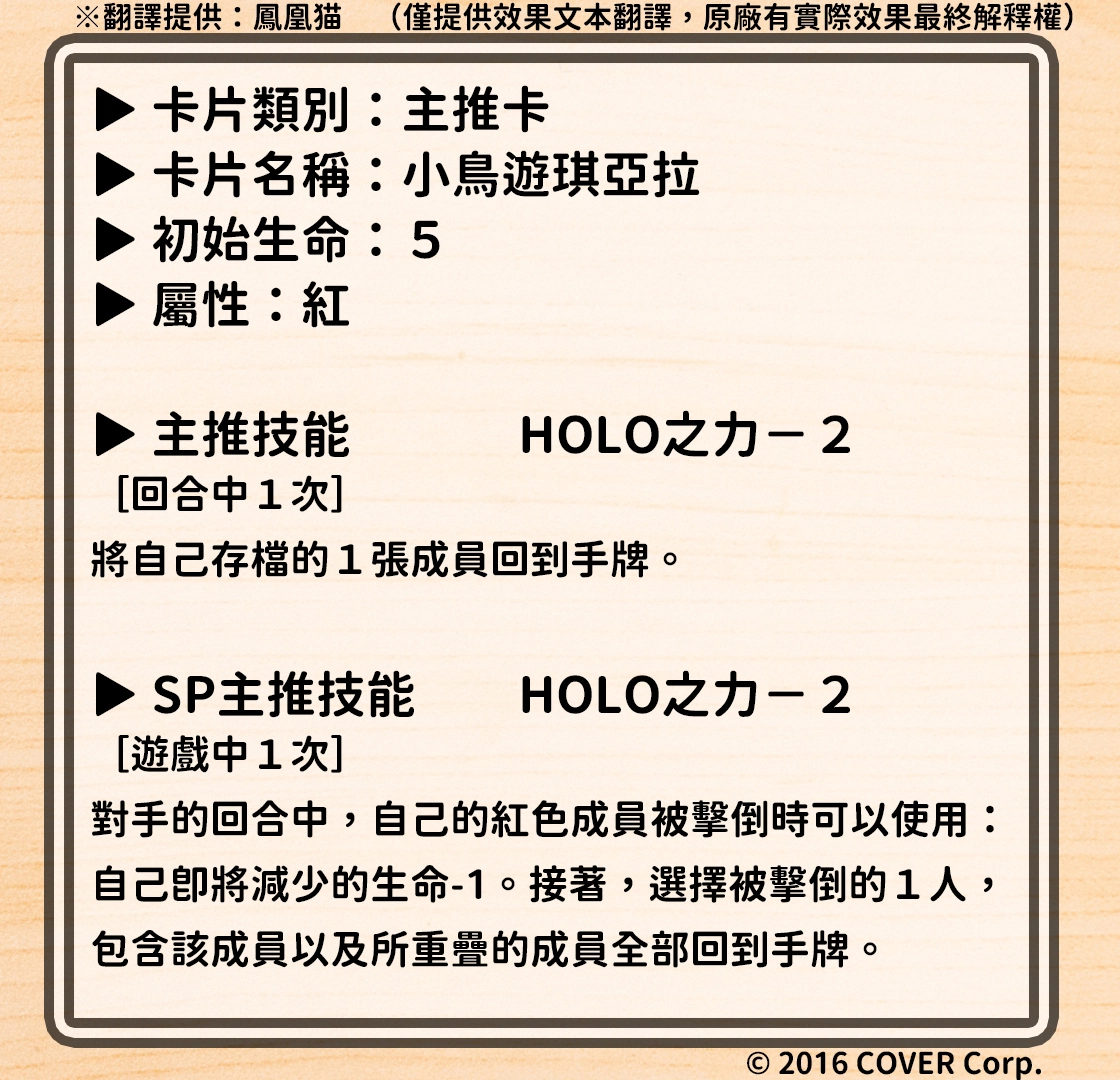 ※翻譯提供：鳳凰猫　（僅提供效果文本翻譯，原廠有實際效果最終解釋權）
▶ 卡片類別：主推卡
▶ 卡片名稱：小鳥遊琪亞拉
▶ 初始生命：５
▶ 屬性：紅
▶ 主推技能　HOLO之力－２
[回合中１次]
將自己存檔的１張成員回到手牌。
▶ SP主推技能　HOLO之力－２
[遊戲中１次]
對手的回合中，自己的紅色成員被擊倒時可以使用：
自己卽將減少的生命-1。接著，選擇被擊倒的１人，
包含該成員以及所重疊的成員全部回到手牌。
© 2016 COVER Corp.